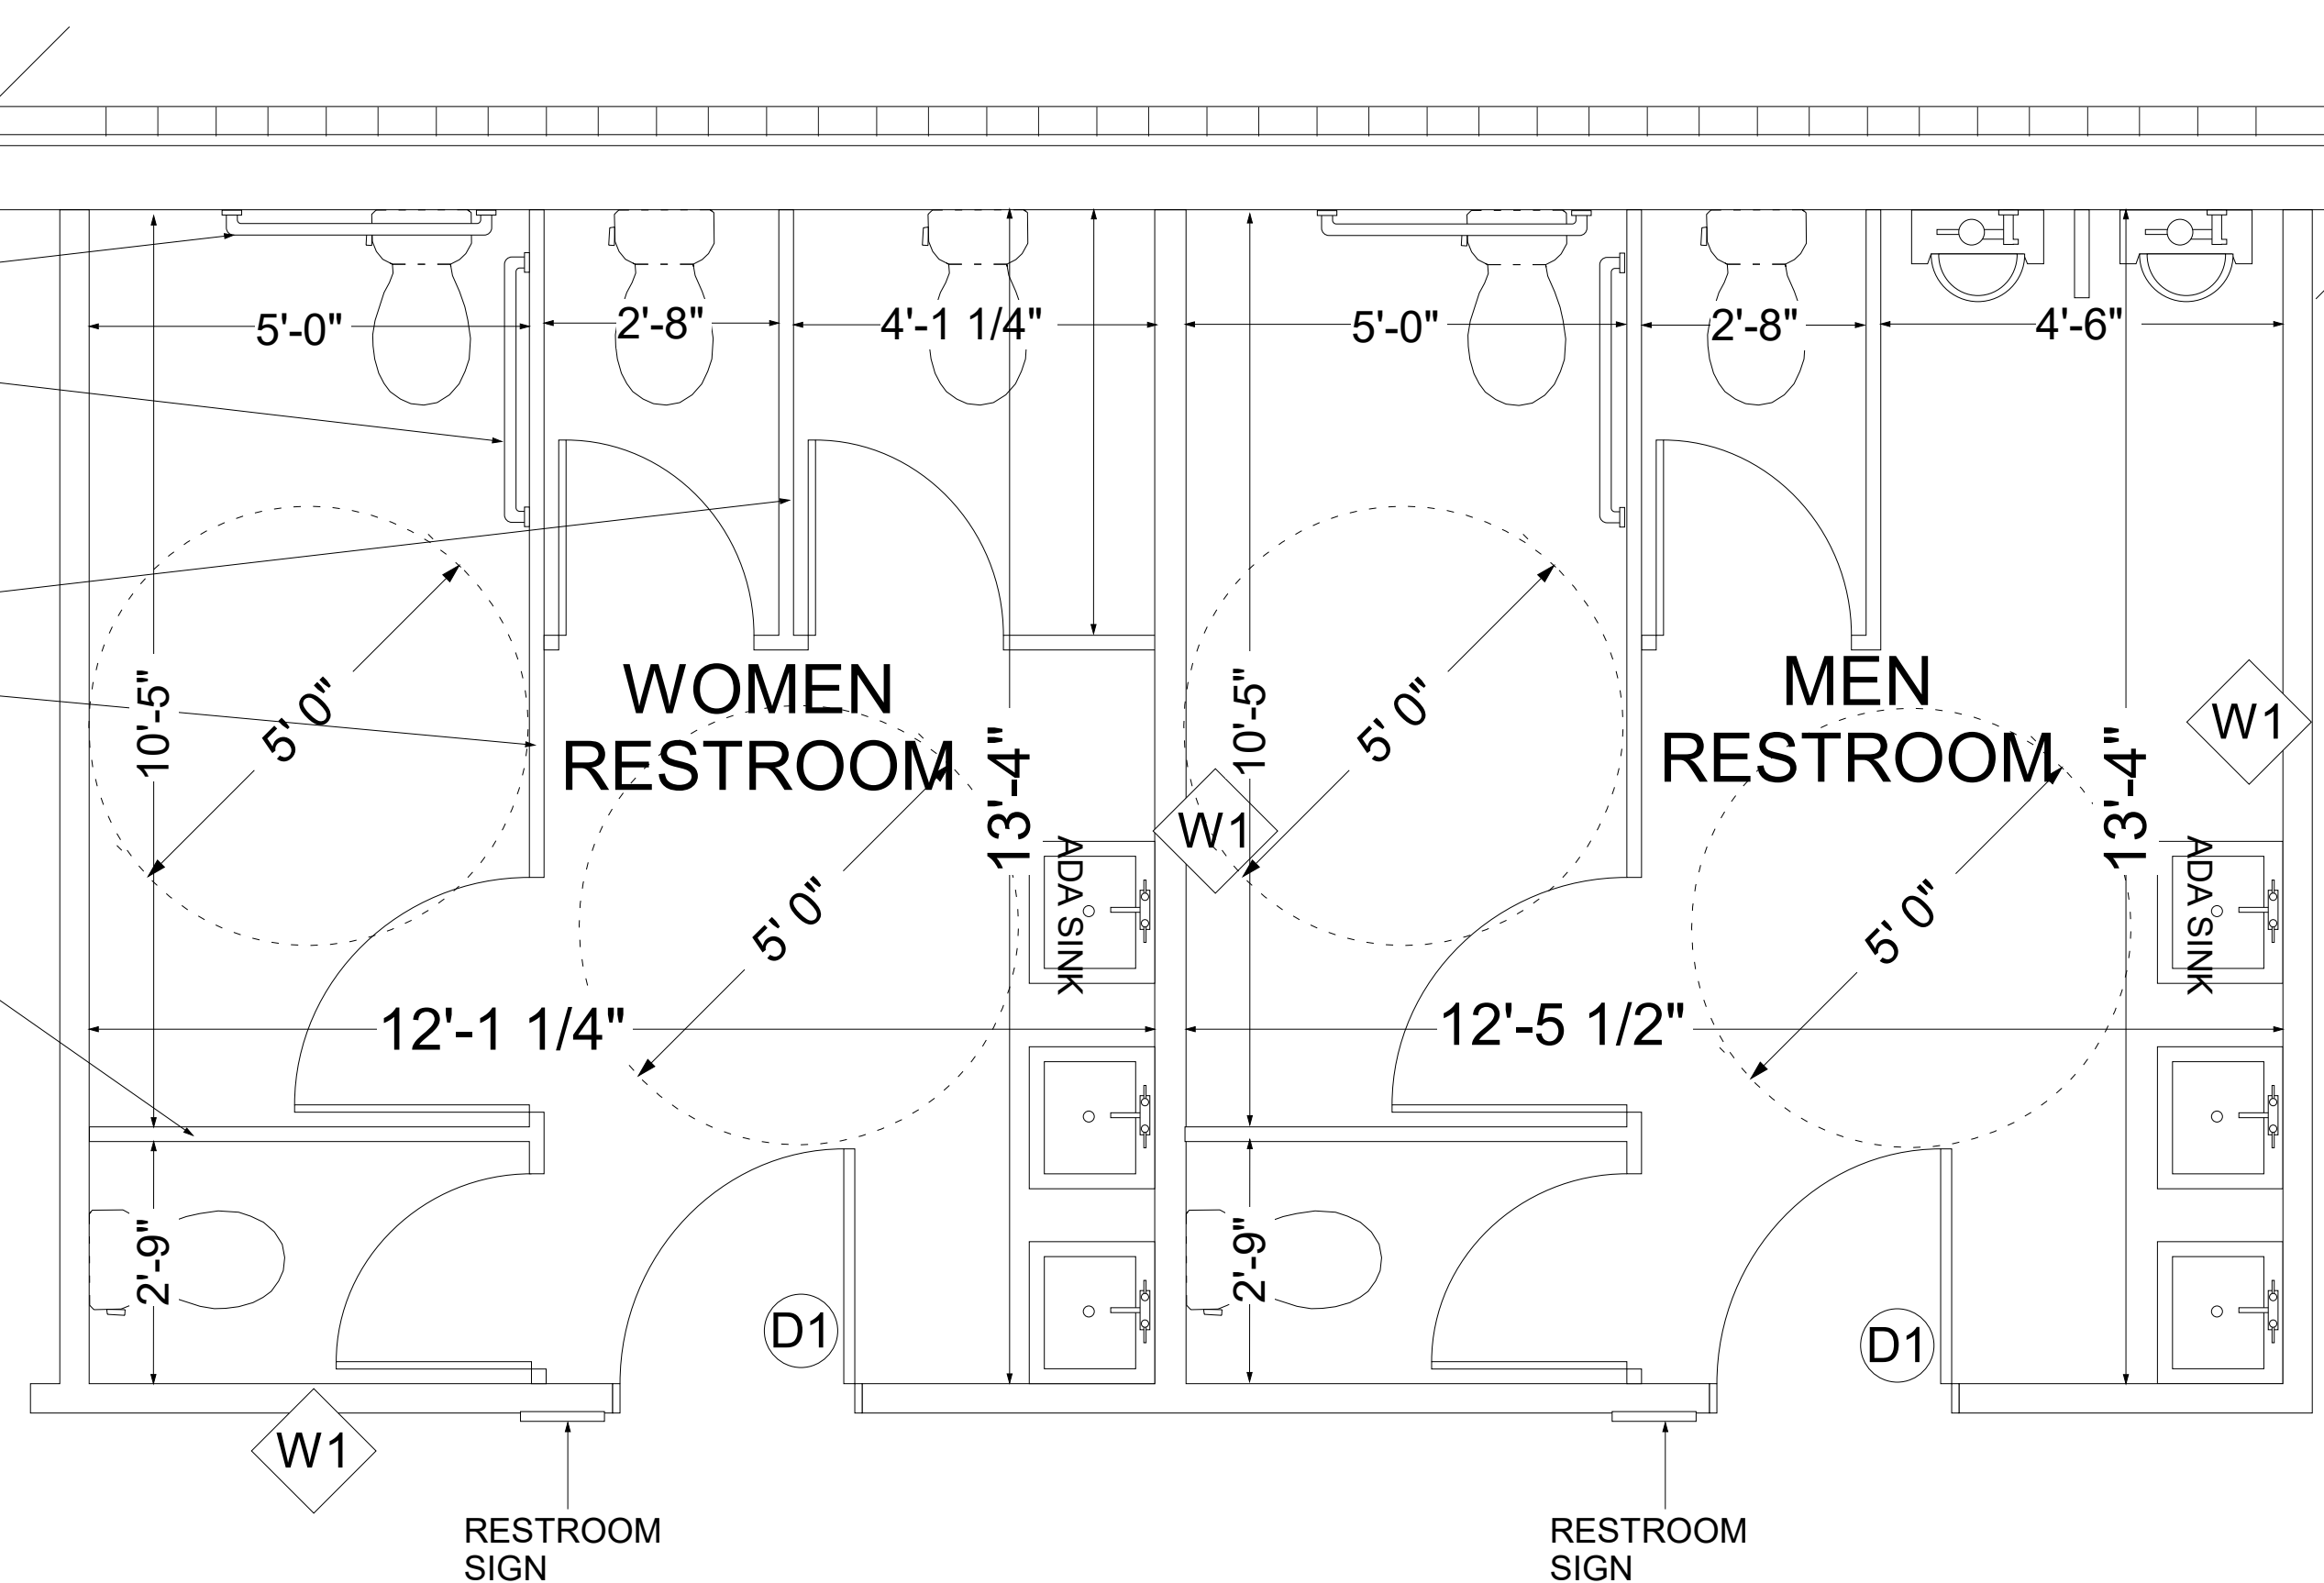 5'-0"
2'-8"
4'-1 1/4"
5'-0"
2'-8"
4'-6"
10'-5"
5' 0"
WOMEN
RESTROOM
13'-4"
10'-5"
5' 0"
MEN
RESTROOM
13'-4"
W1
W1
ADA SINK
ADA SINK
5' 0"
5' 0"
12'-1 1/4"
12'-5 1/2"
2'-9"
2'-9"
D1
D1
W1
RESTROOM
SIGN
RESTROOM
SIGN